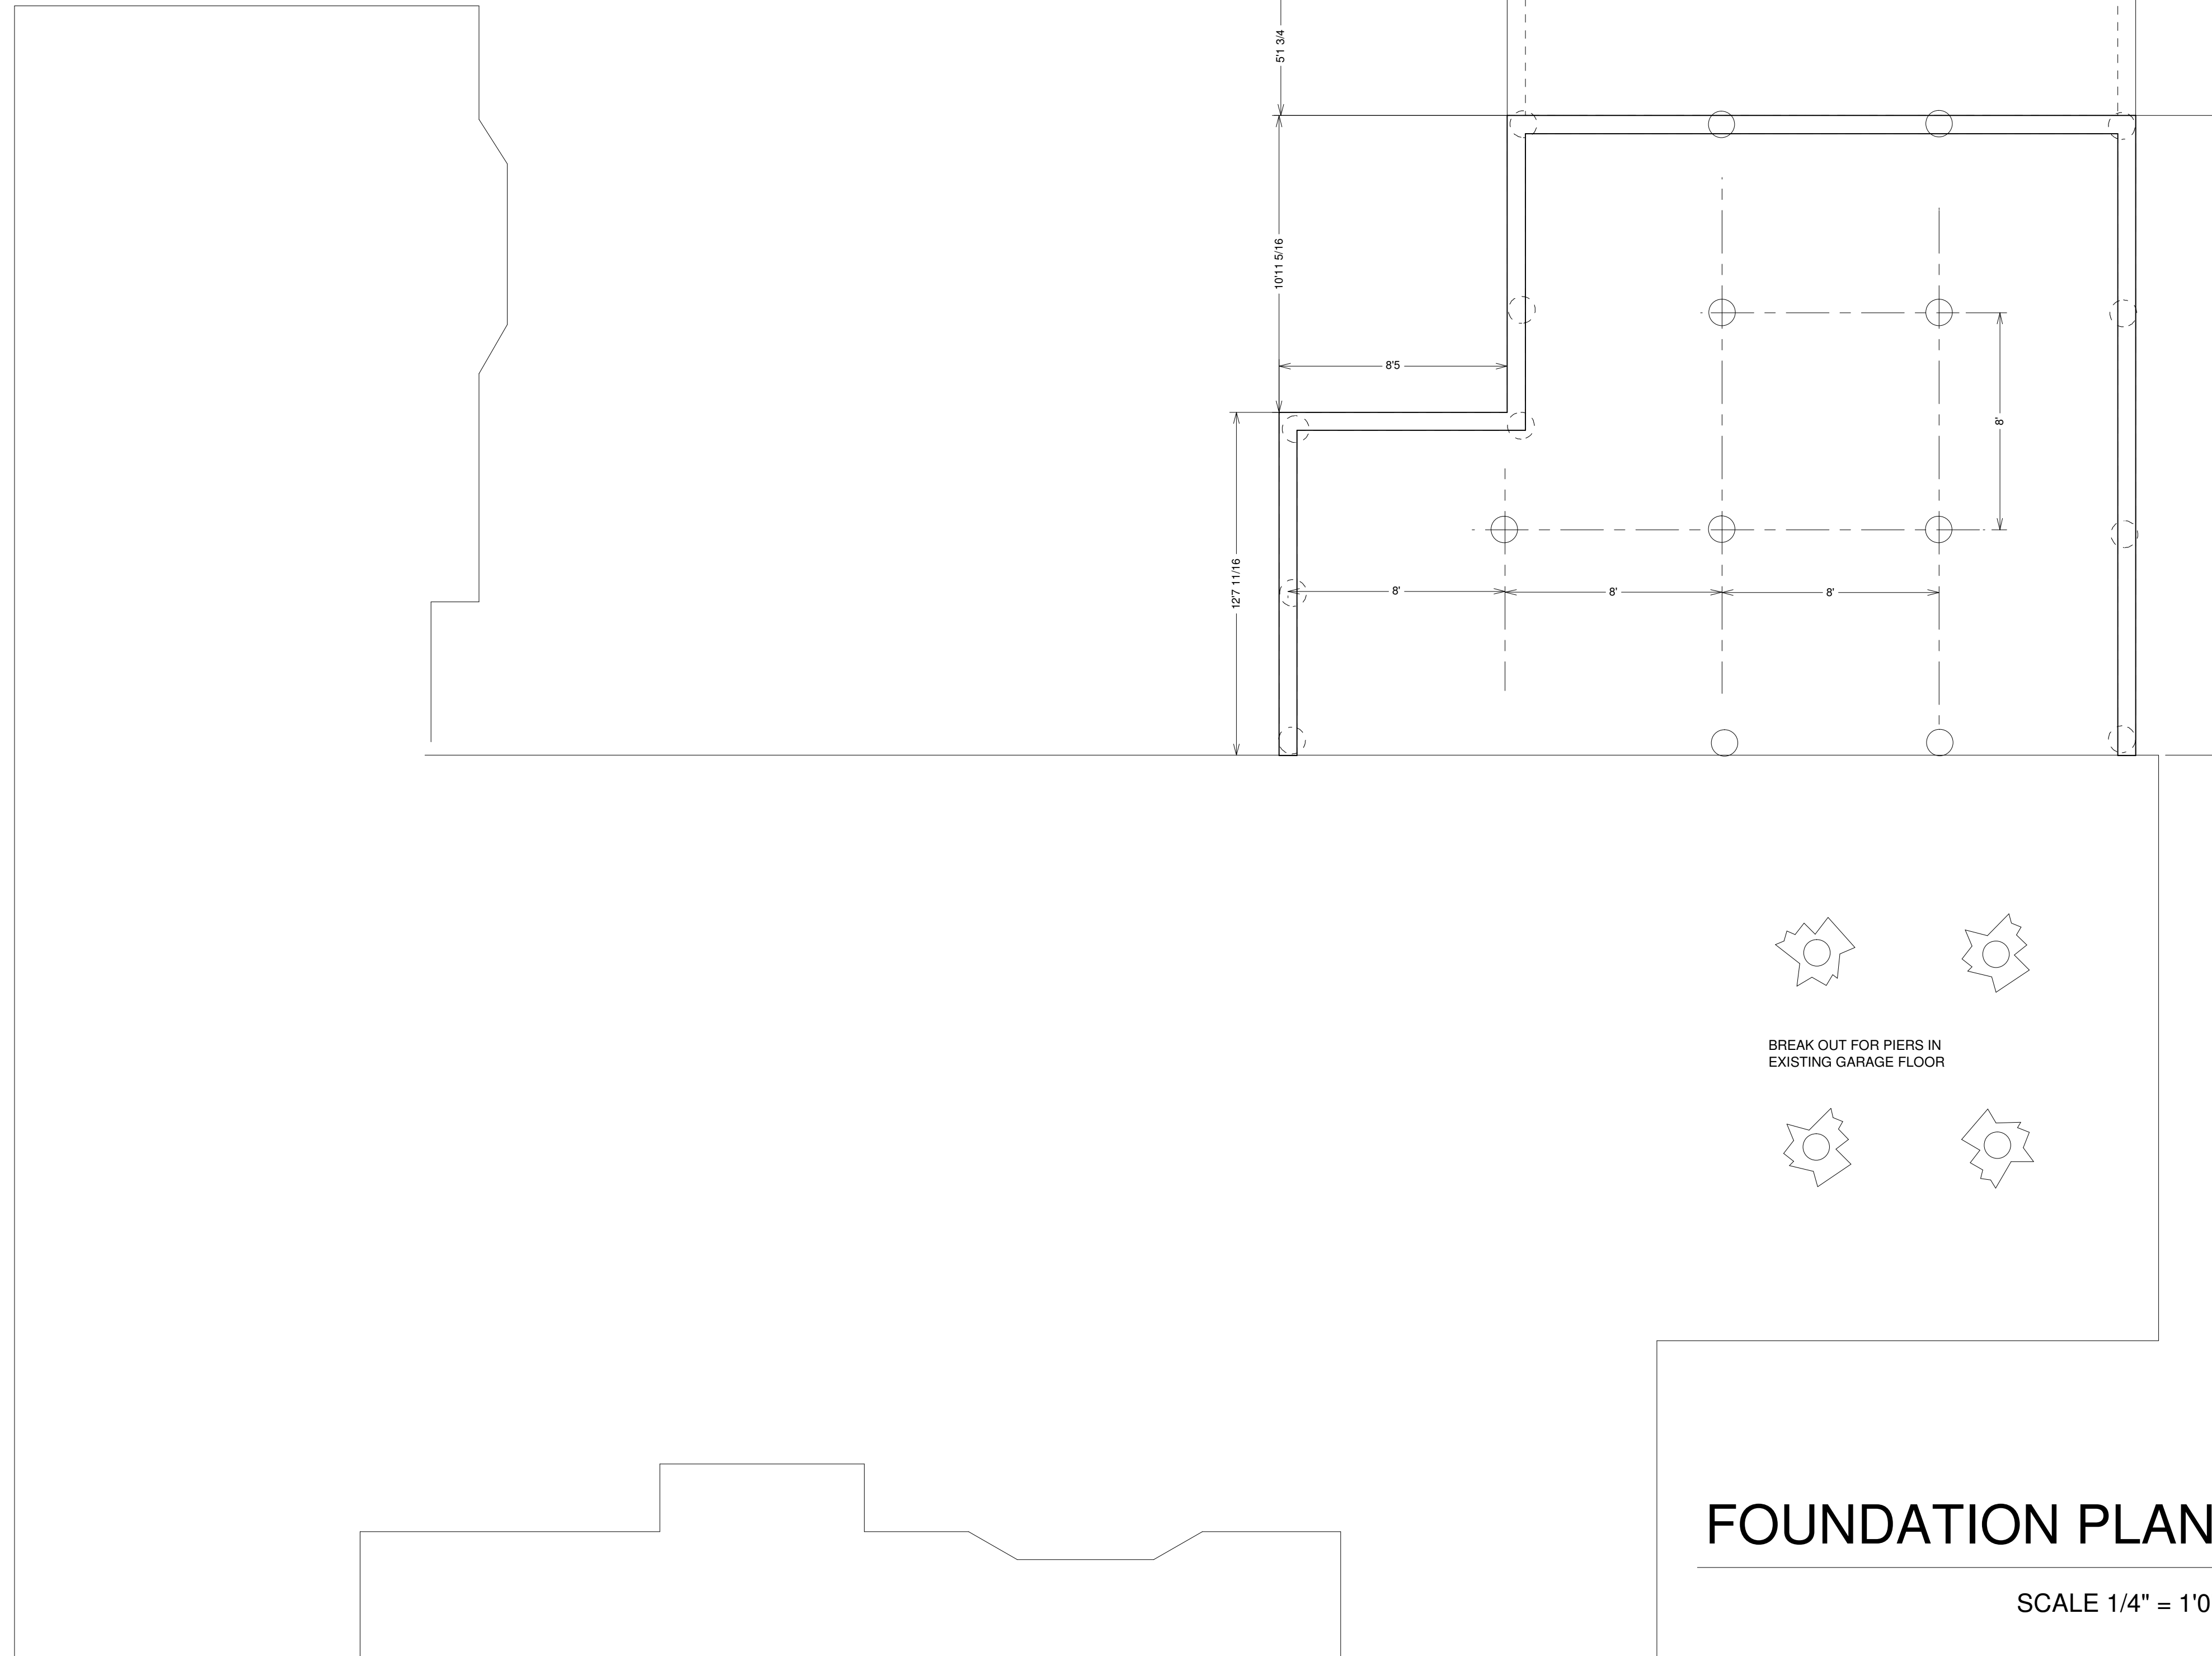 5'1 3/4
10'11 5/16
8'5
8'
12'7 11/16
8'
8'
8'
BREAK OUT FOR PIERS IN
EXISTING GARAGE FLOOR
FOUNDATION PLAN
SCALE 1/4" = 1'0